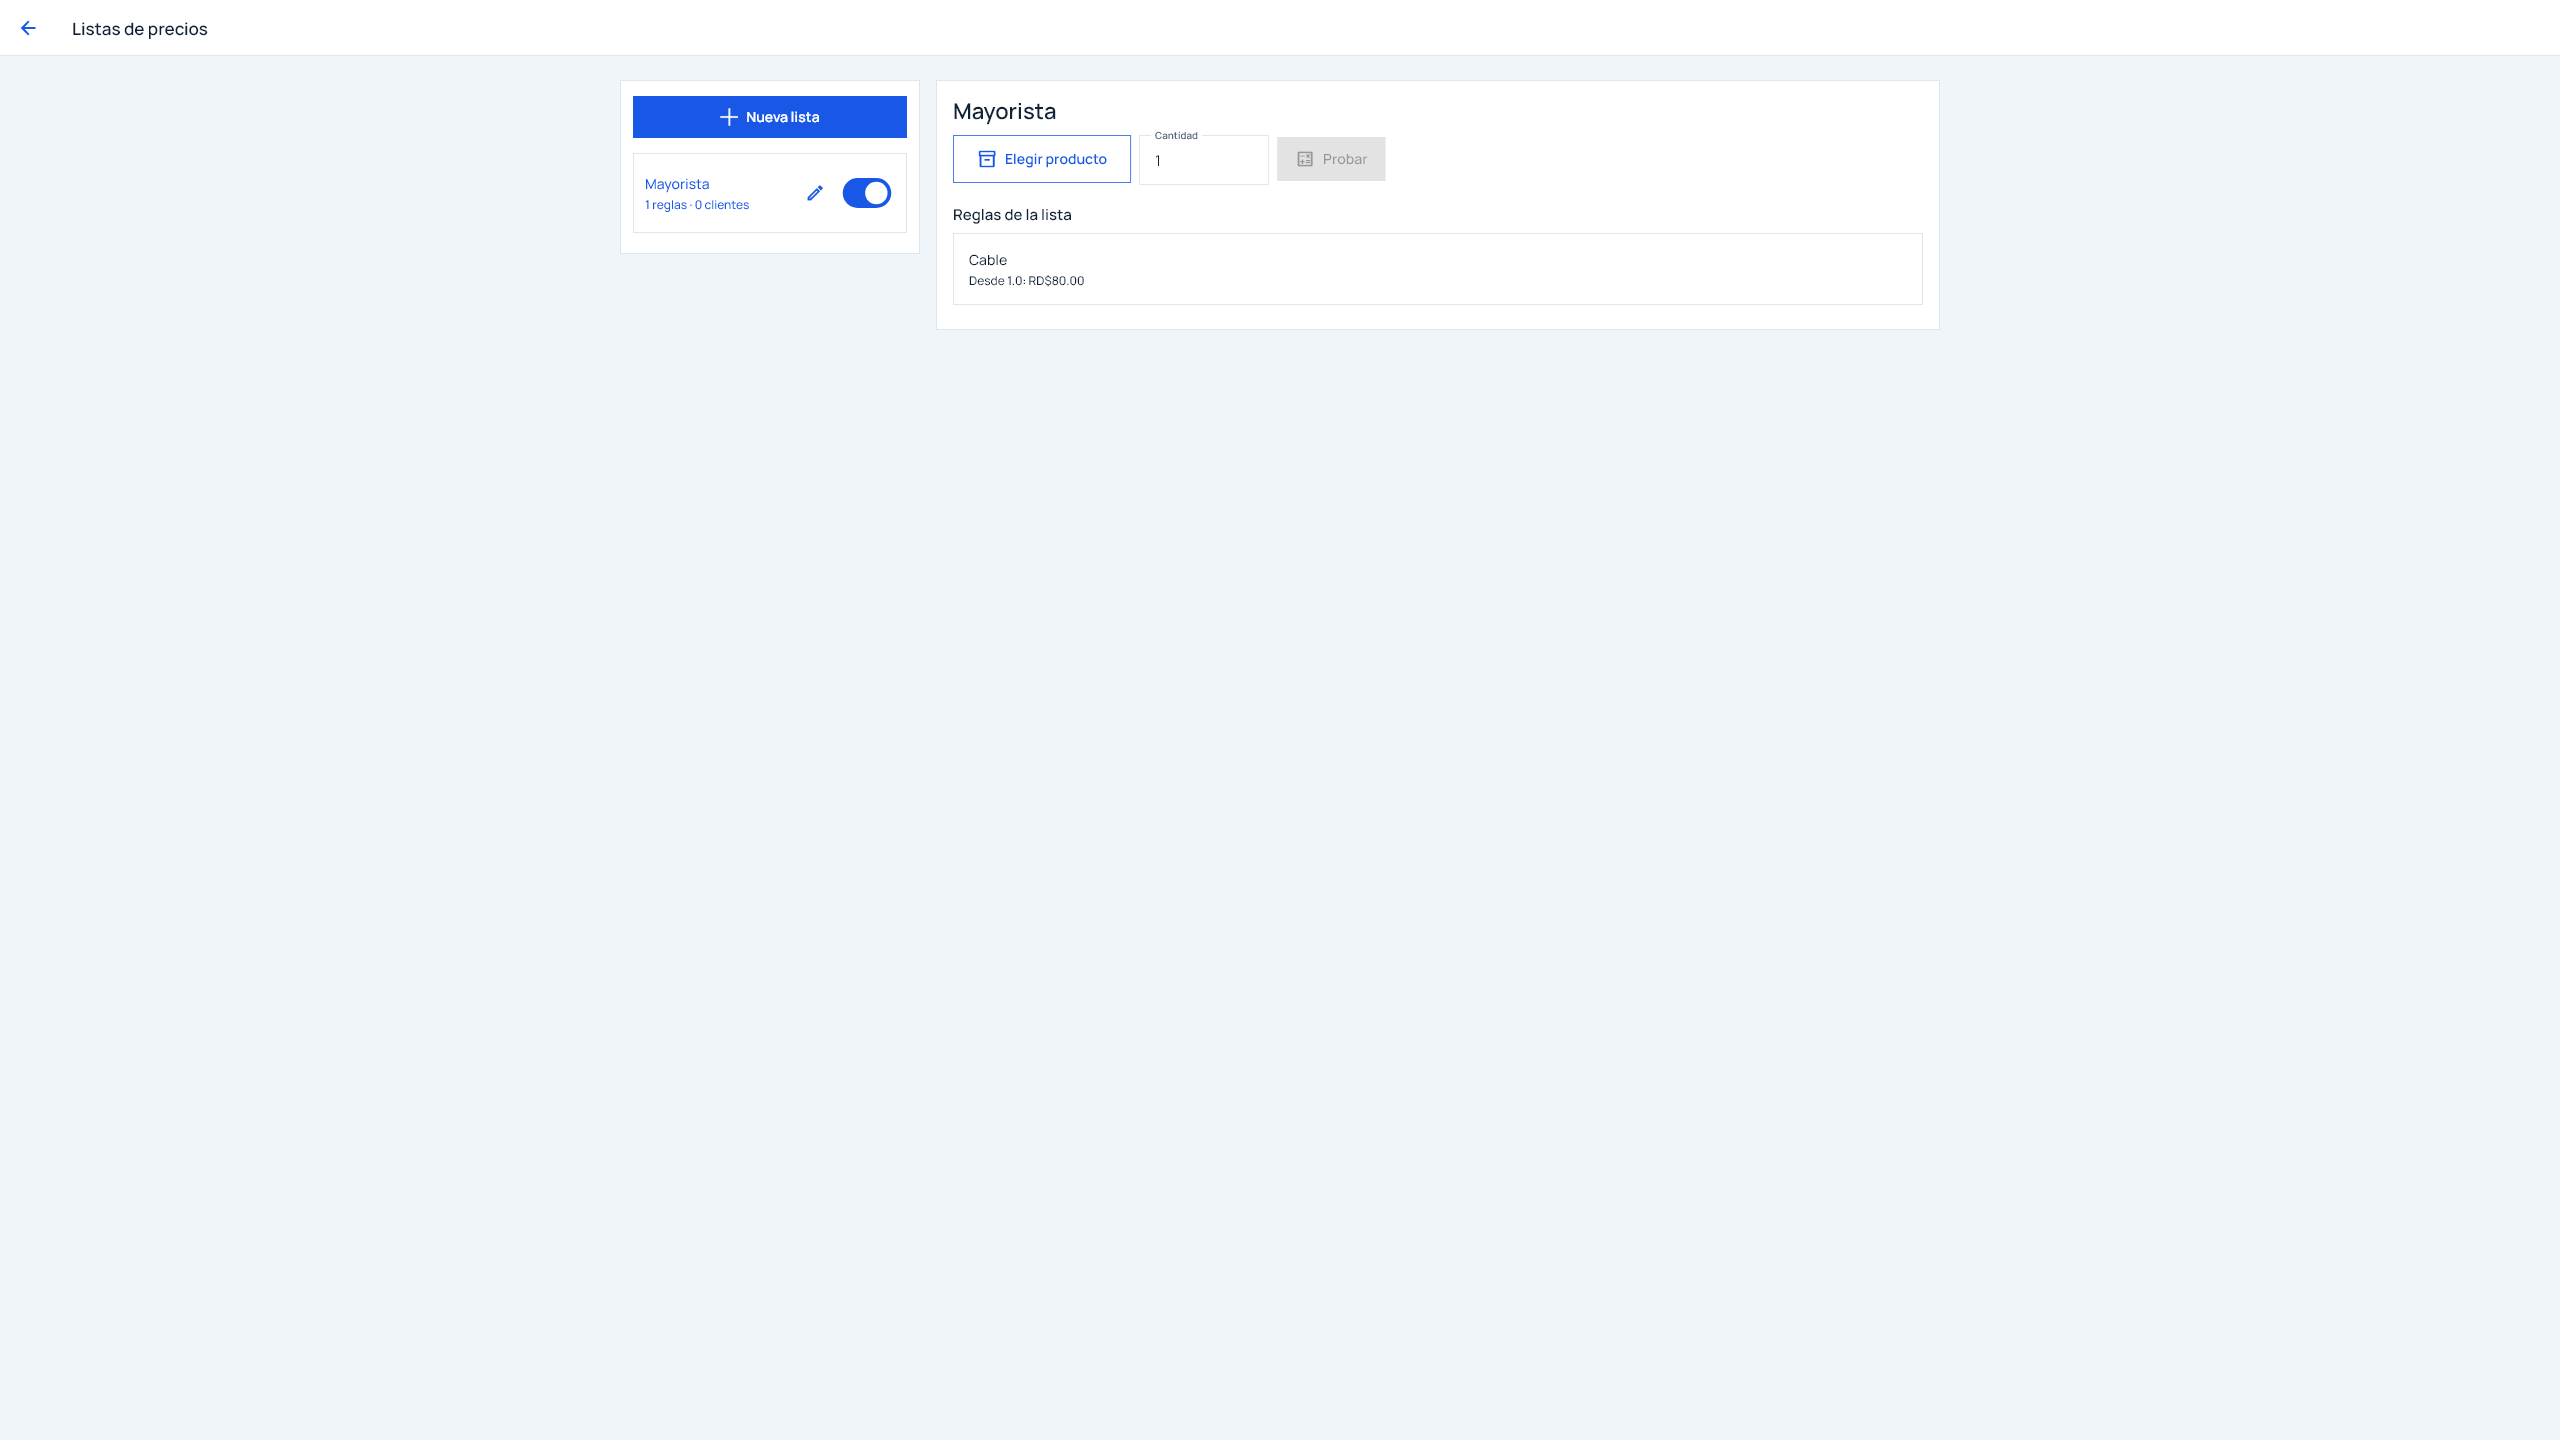 Listas de precios
Nueva lista
Mayorista
1 reglas · 0 clientes
Mayorista
Elegir producto
Cantidad
1
Probar
Reglas de la lista
Cable
Desde 1.0: RD$80.00